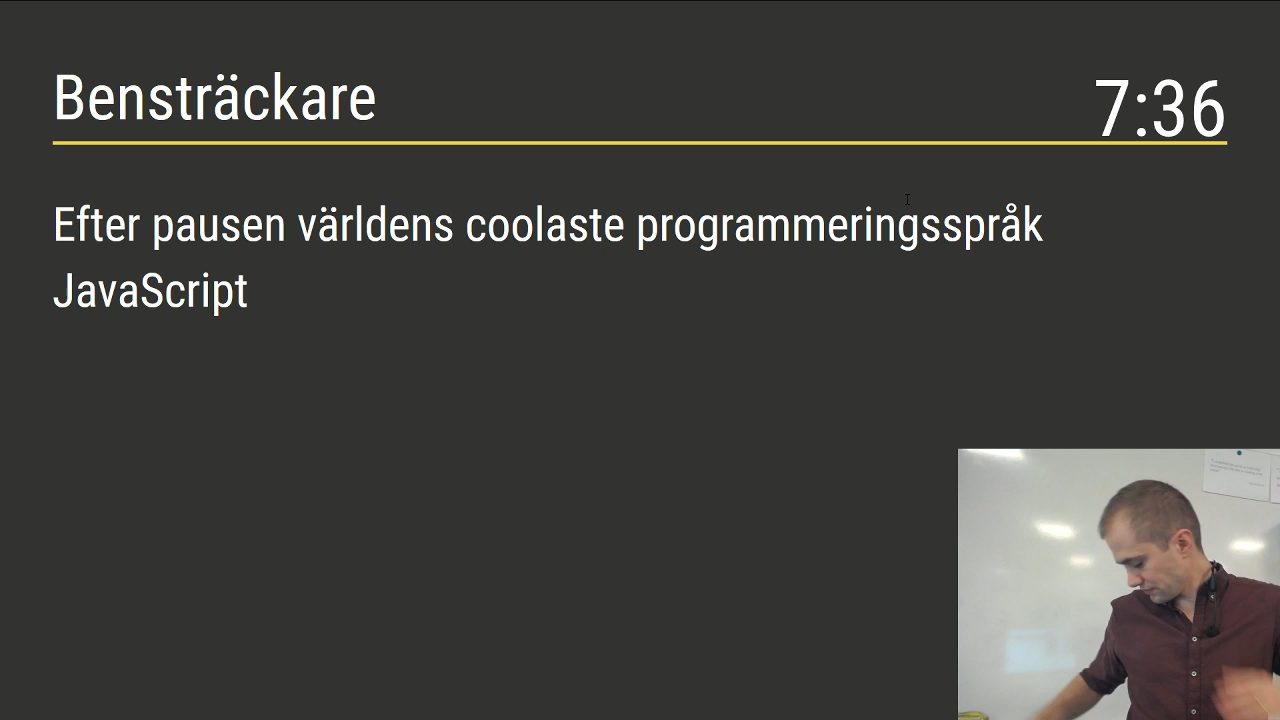 Bensträckare
7:36
Efter pausen världens coolaste programmeringsspråk
JavaScript